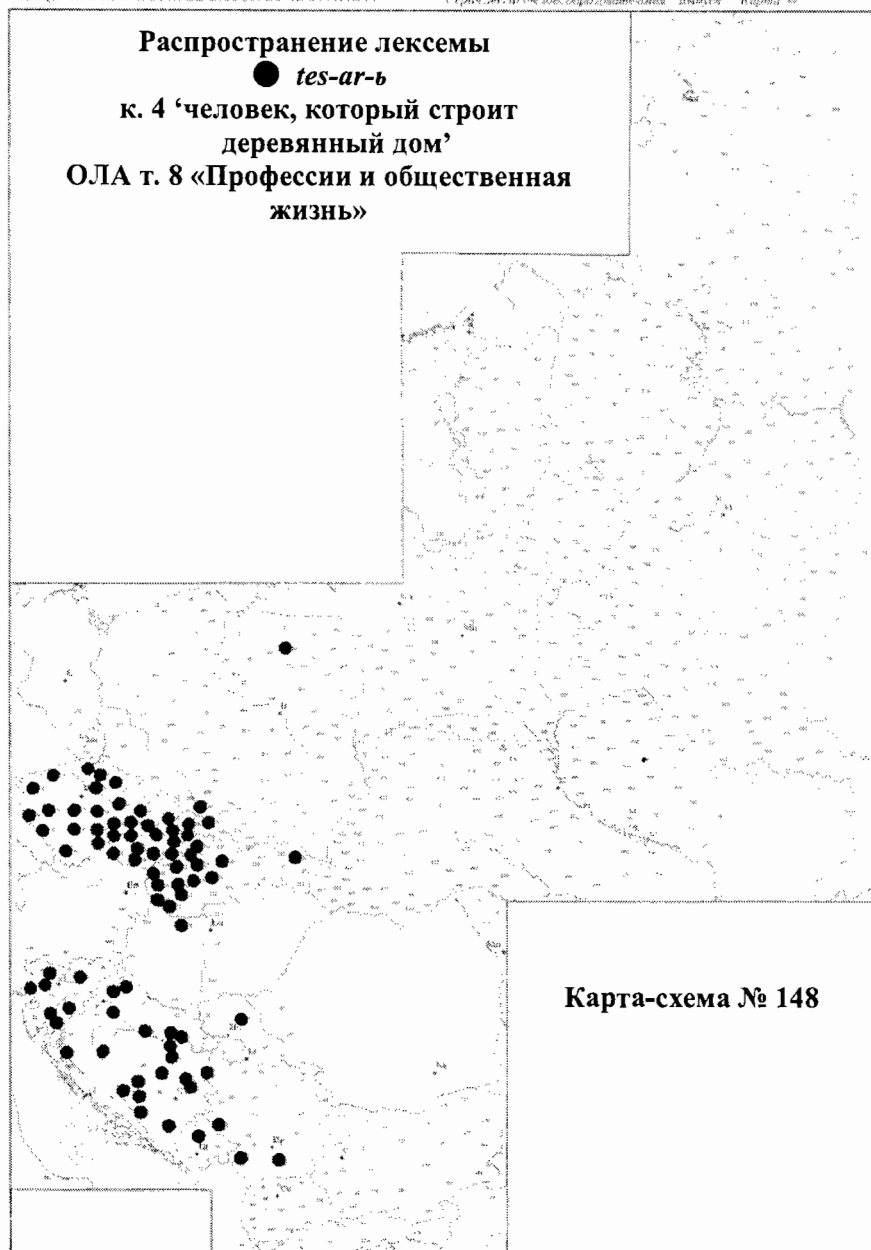 Распространение лексемы
● tes-ar-ь
к. 4 ‘человек, который строит
деревянный дом’
ОЛА т. 8 «Профессии и общественная
жизнь»
Карта-схема № 148